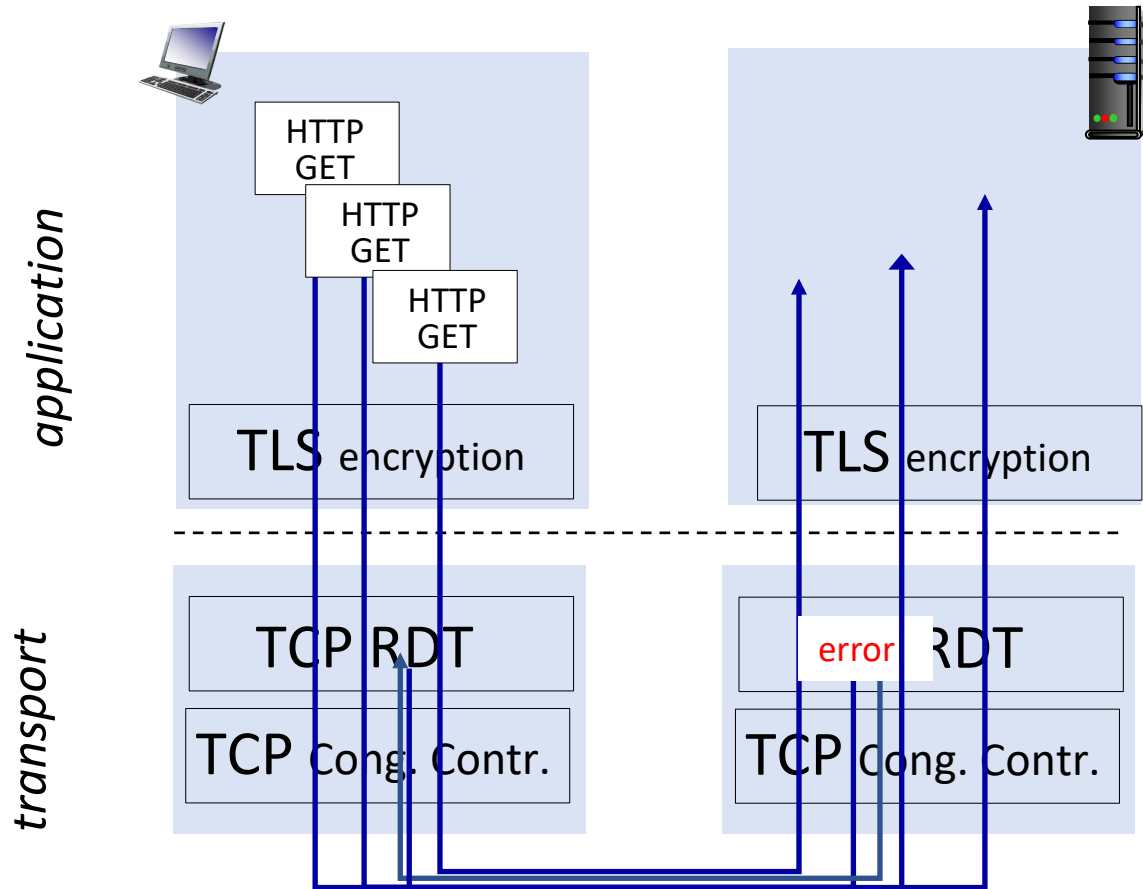 application
HTTP
GET
HTTP
GET
HTTP
GET
TLS encryption
TLS encryption
transport
TCP RDT
error RDT
TCP Cong. Contr.
TCP Cong. Contr.